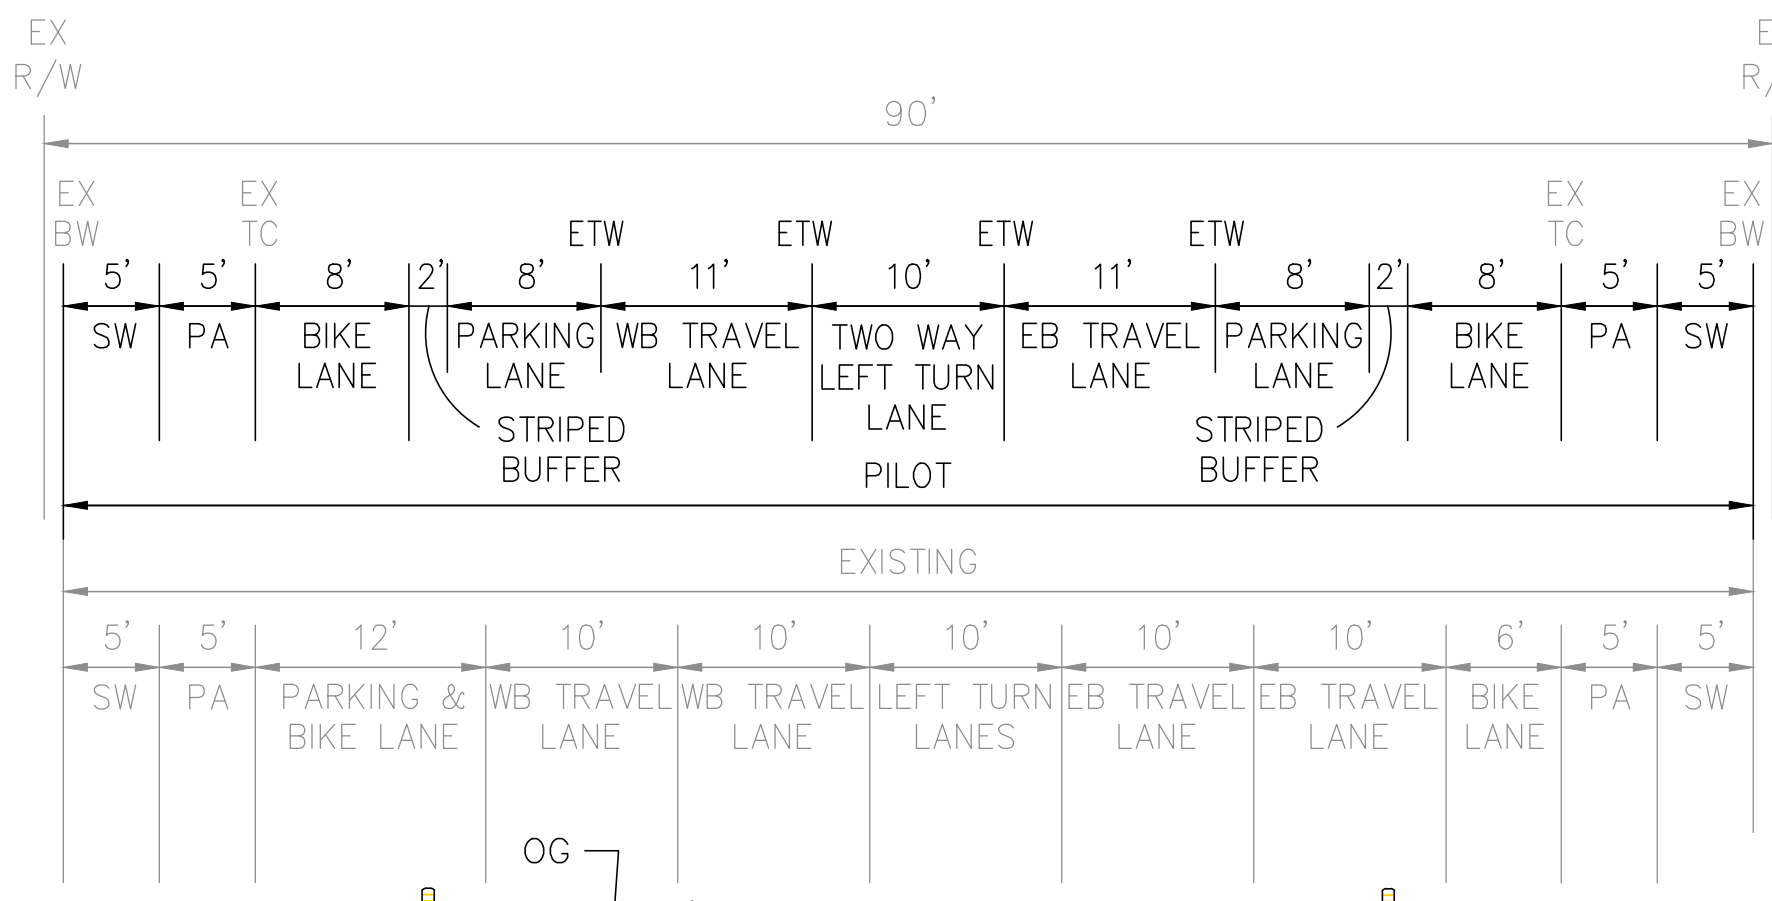 EX
R/W
90'
EX
BW
EX
TC
ETW
ETW
ETW
ETW
EX
TC
EX
BW
5' 5' 8' 2' 8' 11' 10' 11' 8' 2' 8' 5' 5'
SW PA BIKE PARKING WB TRAVEL TWO WAY EB TRAVEL PARKING BIKE PA SW
LANE LANE LANE LEFT TURN LANE LANE LANE
LANE
STRIPED STRIPED
BUFFER PILOT BUFFER
EXISTING
5' 5' 12' 10' 10' 10' 10' 10' 6' 5' 5'
SW PA PARKING & WB TRAVEL WB TRAVEL LEFT TURN EB TRAVEL EB TRAVEL BIKE PA SW
BIKE LANE LANE LANE LANES LANE LANE LANE
OG